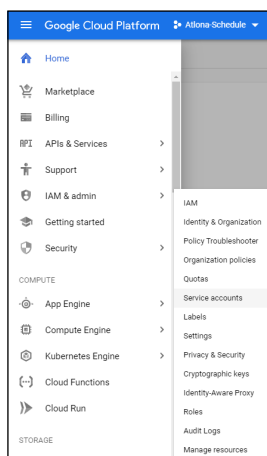 Google Cloud Platform
Atlona-Schedule
Home
Marketplace
Billing
API APIs & Services
Support
IAM & admin
Getting started
Security
COMPUTE
App Engine
Compute Engine
Kubernetes Engine
Cloud Functions
Cloud Run
STORAGE
IAM
Identity & Organization
Policy Troubleshooter
Organization policies
Quotas
Service accounts
Labels
Settings
Privacy & Security
Cryptographic keys
Identity-Aware Proxy
Roles
Audit Logs
Manage resources